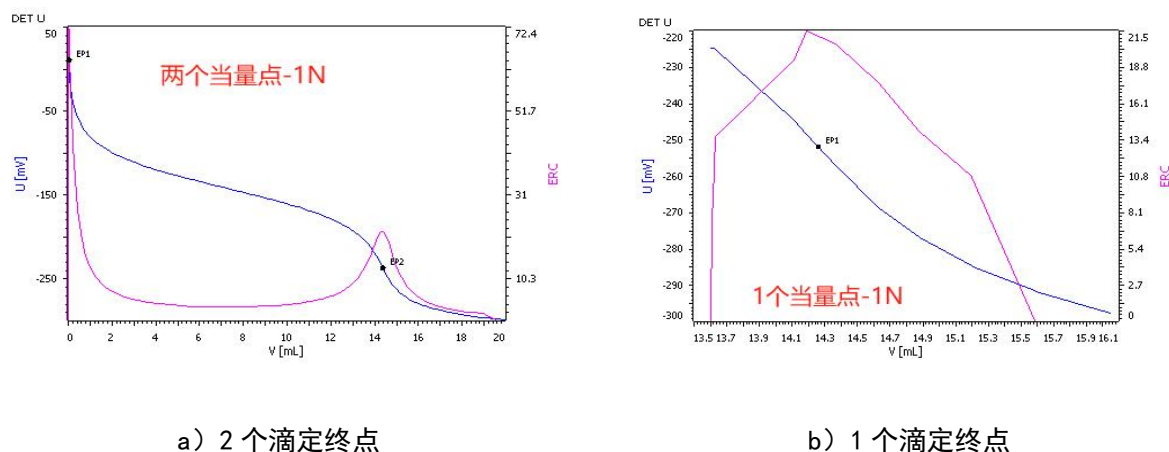 DET U
50
-50
-150
-250
U [mV]
72.4
51.7
31
10.3
ERC
EP1
两个当量点-1N
EP2
0 2 4 6 8 10 12 14 16 18 20
V [mL]
DET U
-220
-230
-240
-250
-260
-270
-280
-290
-300
U [mV]
21.5
18.8
16.1
13.4
10.8
8.1
5.4
2.7
0
ERC
EP1
1个当量点-1N
13.5 13.7 13.9 14.1 14.3 14.5 14.7 14.9 15.1 15.3 15.5 15.7 15.9 16.1
V [mL]
a）2 个滴定终点
b）1 个滴定终点